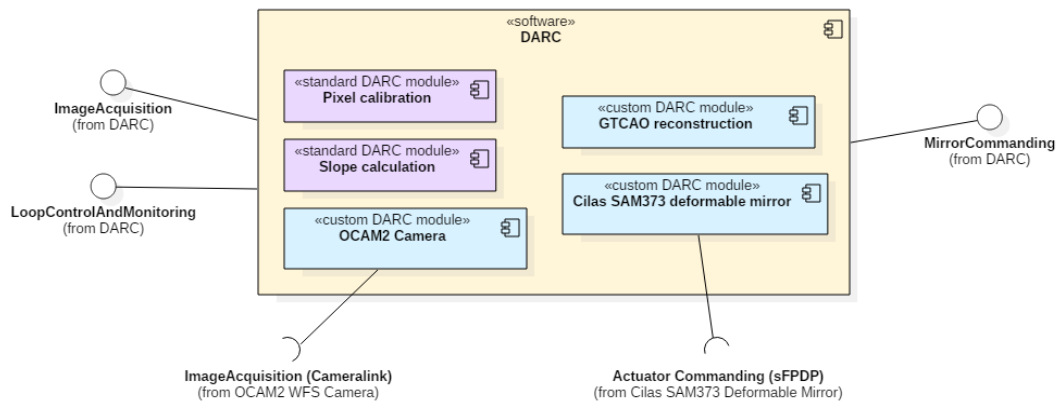 «software»
DARC
«standard DARC module»
Pixel calibration
«standard DARC module»
Slope calculation
«custom DARC module»
OCAM2 Camera
«custom DARC module»
GTCAO reconstruction
«custom DARC module»
Cilas SAM373 deformable mirror
ImageAcquisition
(from DARC)
LoopControlAndMonitoring
(from DARC)
MirrorCommanding
(from DARC)
ImageAcquisition (Cameralink)
(from OCAM2 WFS Camera)
Actuator Commanding (sFPDP)
(from Cilas SAM373 Deformable Mirror)